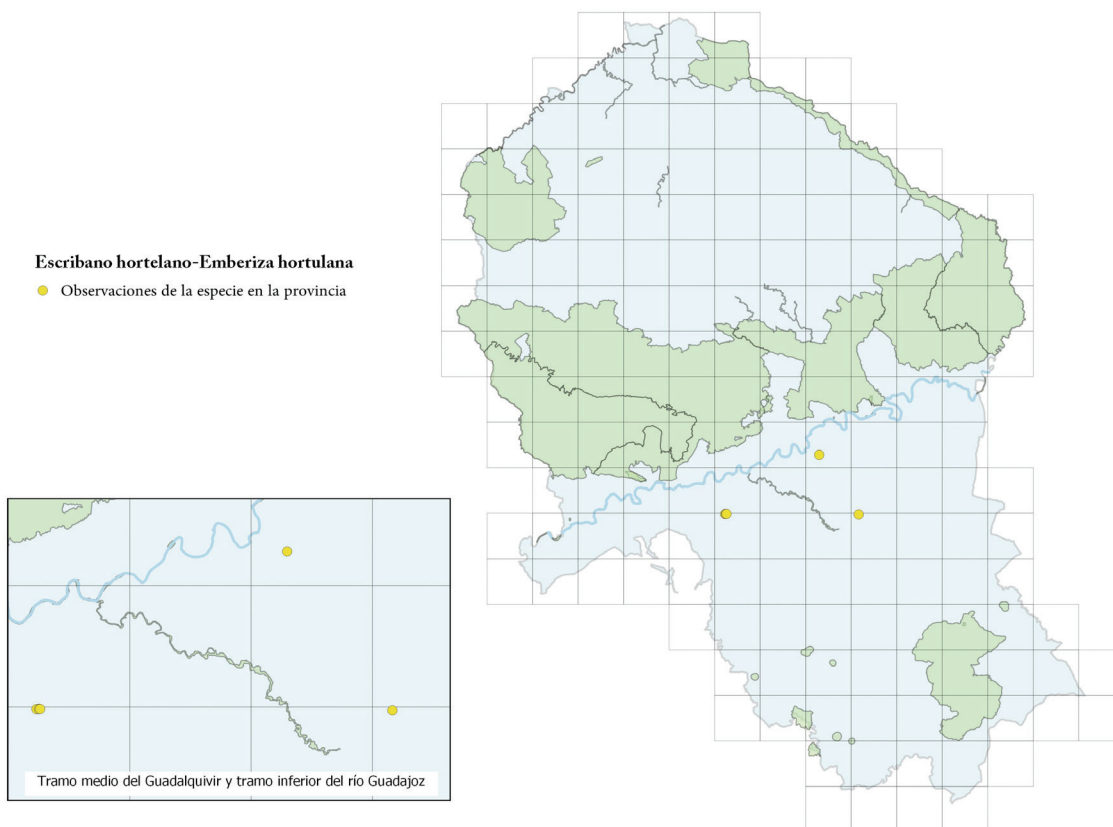 Escribano hortelano-Emberiza hortulana
Observaciones de la especie en la provincia
Tramo medio del Guadalquivir y tramo inferior del río Guadajoz